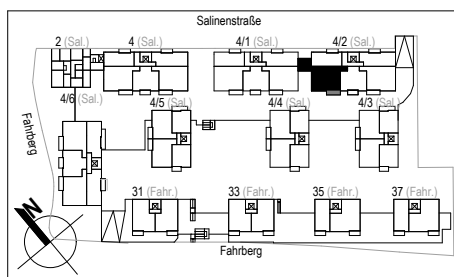 Salinenstraße
2 (Sal.) 4 (Sal.) 4/1 (Sal.) 4/2 (Sal.)
4/6 (Sal.) 4/5 (Sal.) 4/4 (Sal.) 4/3 (Sal.)
Fahrberg
31 (Fahr.) 33 (Fahr.) 35 (Fahr.) 37 (Fahr.)
N
Fahrberg